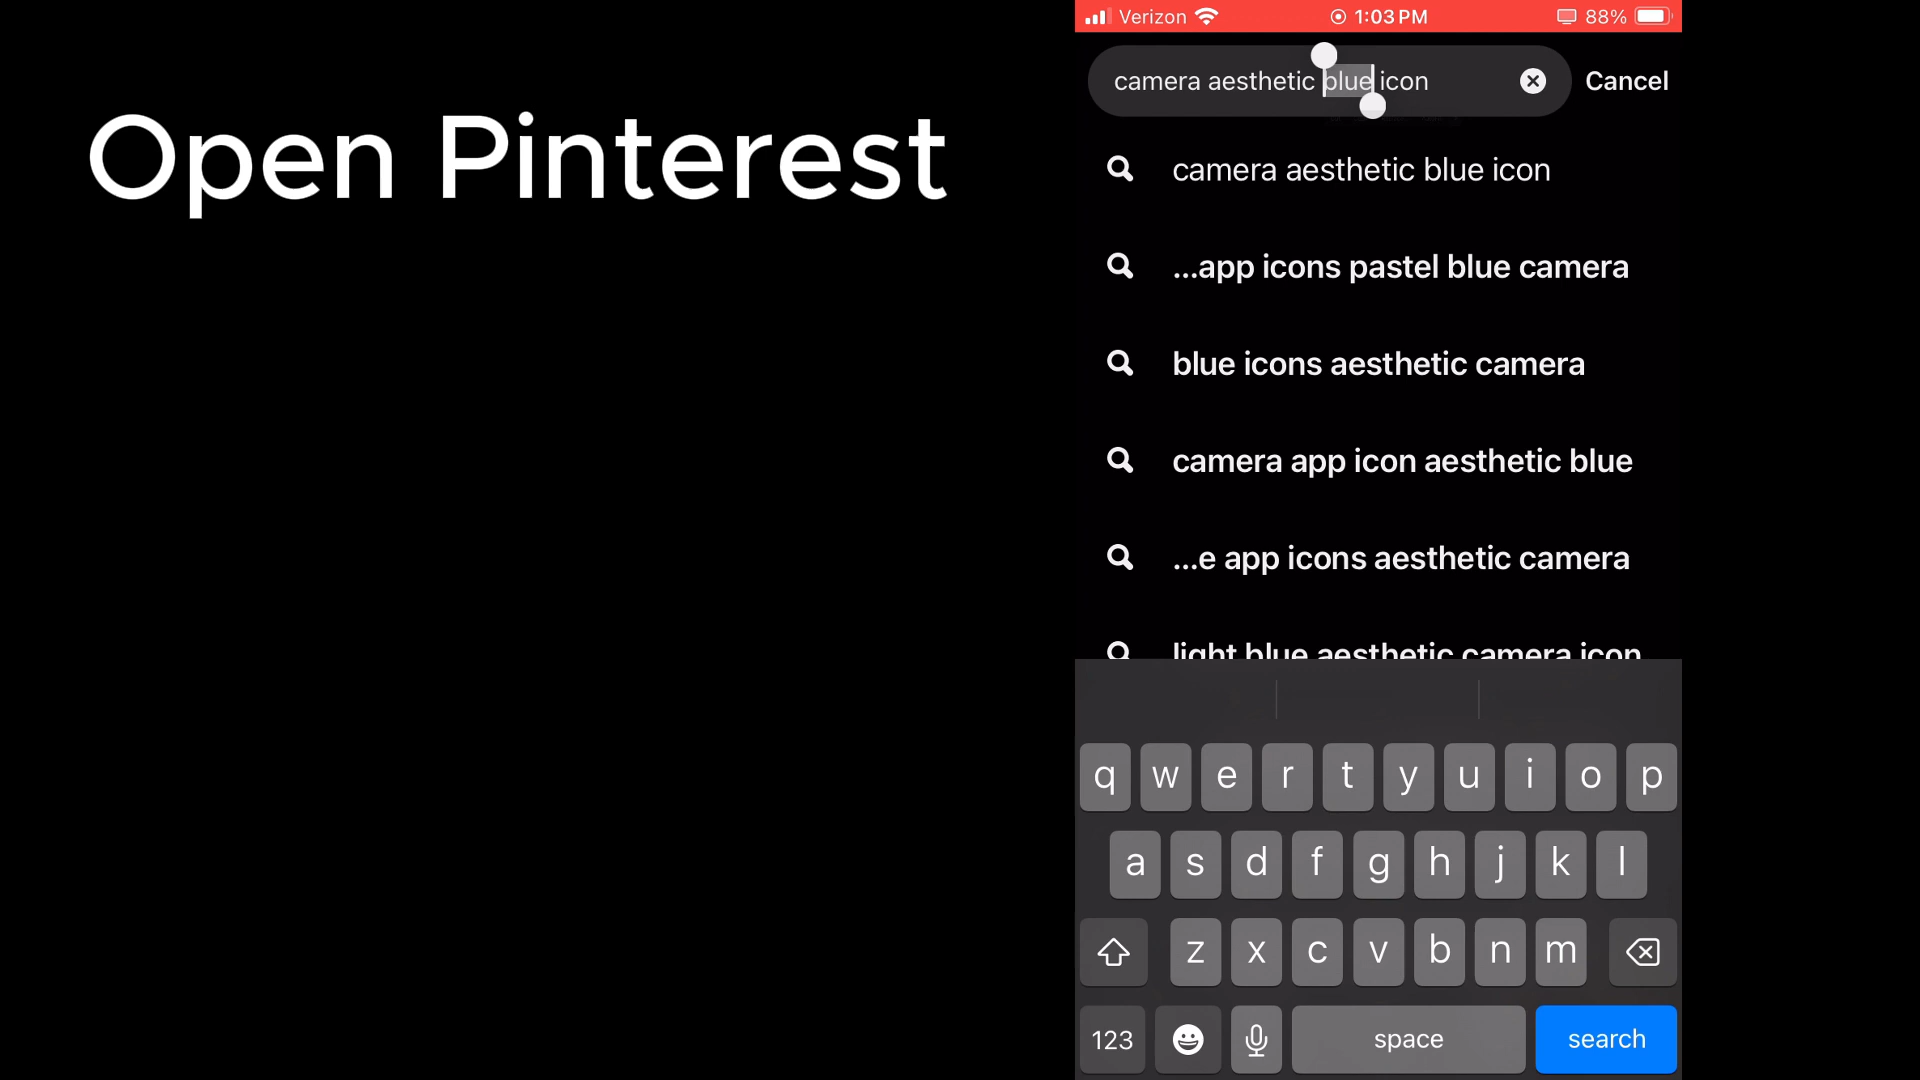 Open Pinterest
Verizon 1:03 PM 88%
camera aesthetic blue icon Cancel
camera aesthetic blue icon
...app icons pastel blue camera
blue icons aesthetic camera
camera app icon aesthetic blue
...e app icons aesthetic camera
light blue aesthetic camera icon
q w e r t y u i o p
a s d f g h j k l
z x c v b n m
123 space search